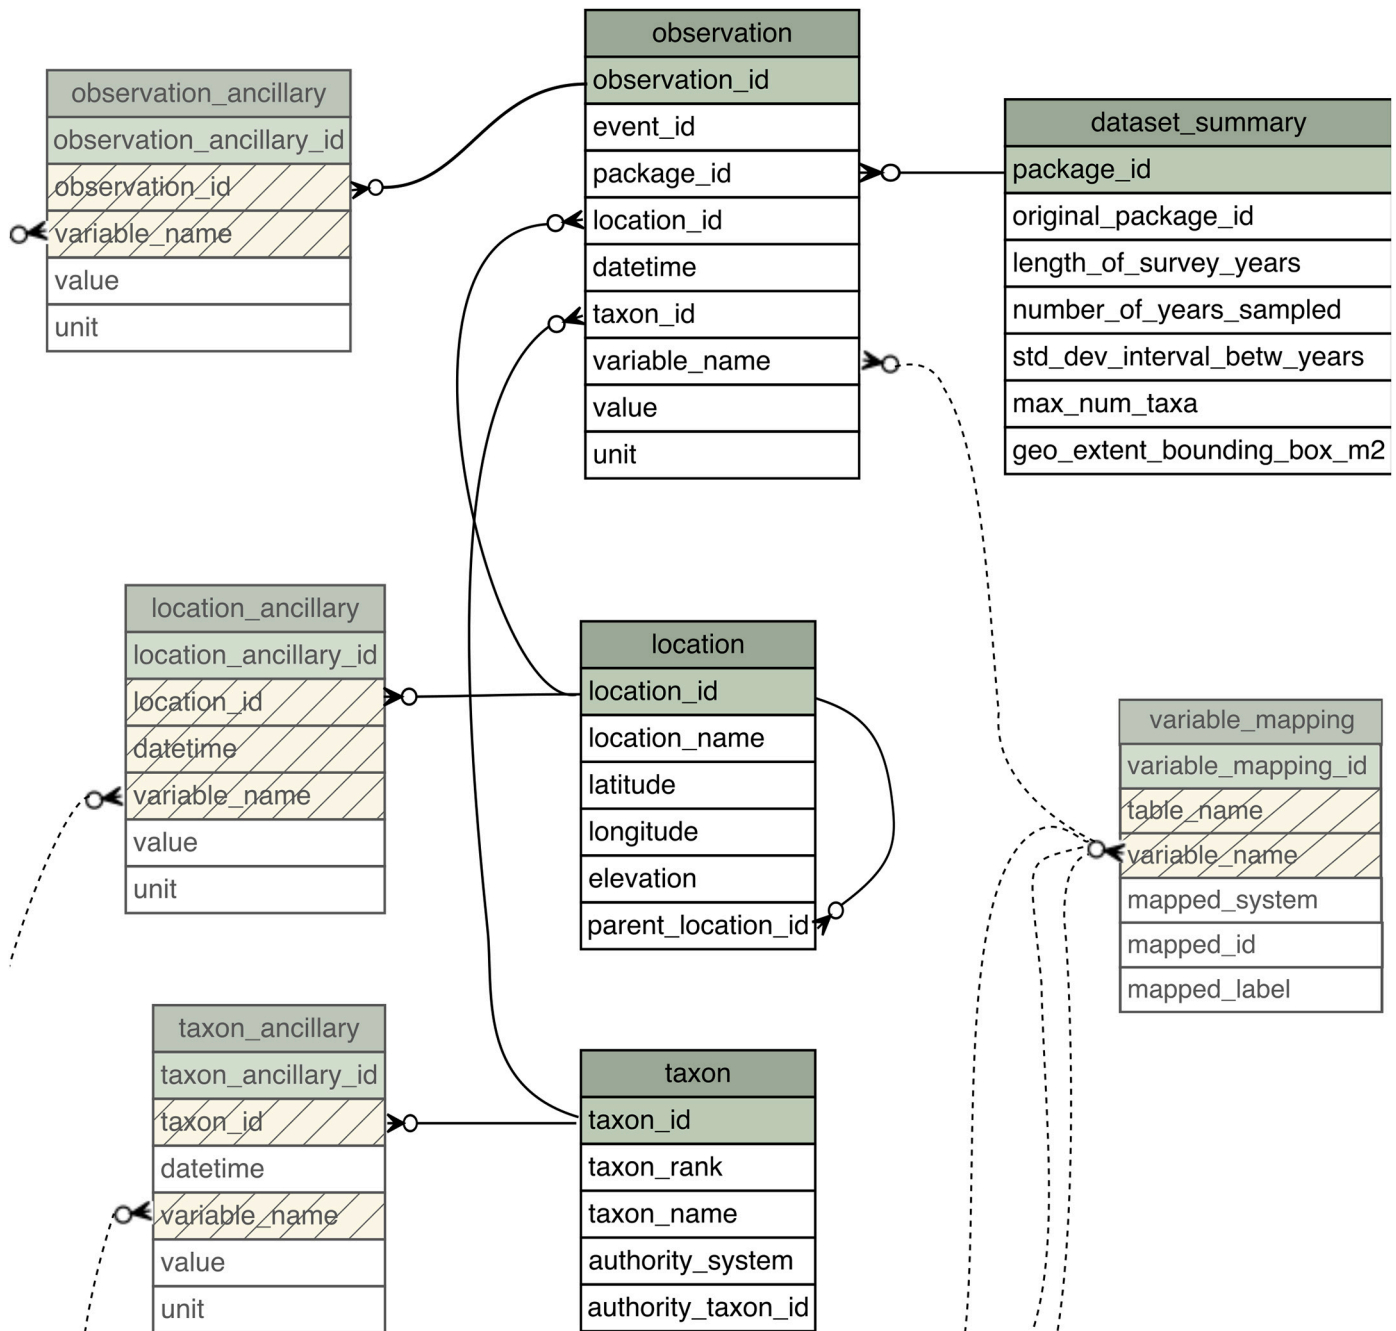 observation
observation_id
event_id
package_id
location_id
datetime
taxon_id
variable_name
value
unit
observation_ancillary
observation_ancillary_id
observation_id
variable_name
value
unit
dataset_summary
package_id
original_package_id
length_of_survey_years
number_of_years_sampled
std_dev_interval_betw_years
max_num_taxa
geo_extent_bounding_box_m2
location_ancillary
location_ancillary_id
location_id
datetime
variable_name
value
unit
location
location_id
location_name
latitude
longitude
elevation
parent_location_id
variable_mapping
variable_mapping_id
table_name
variable_name
mapped_system
mapped_id
mapped_label
taxon_ancillary
taxon_ancillary_id
taxon_id
datetime
variable_name
value
unit
taxon
taxon_id
taxon_rank
taxon_name
authority_system
authority_taxon_id